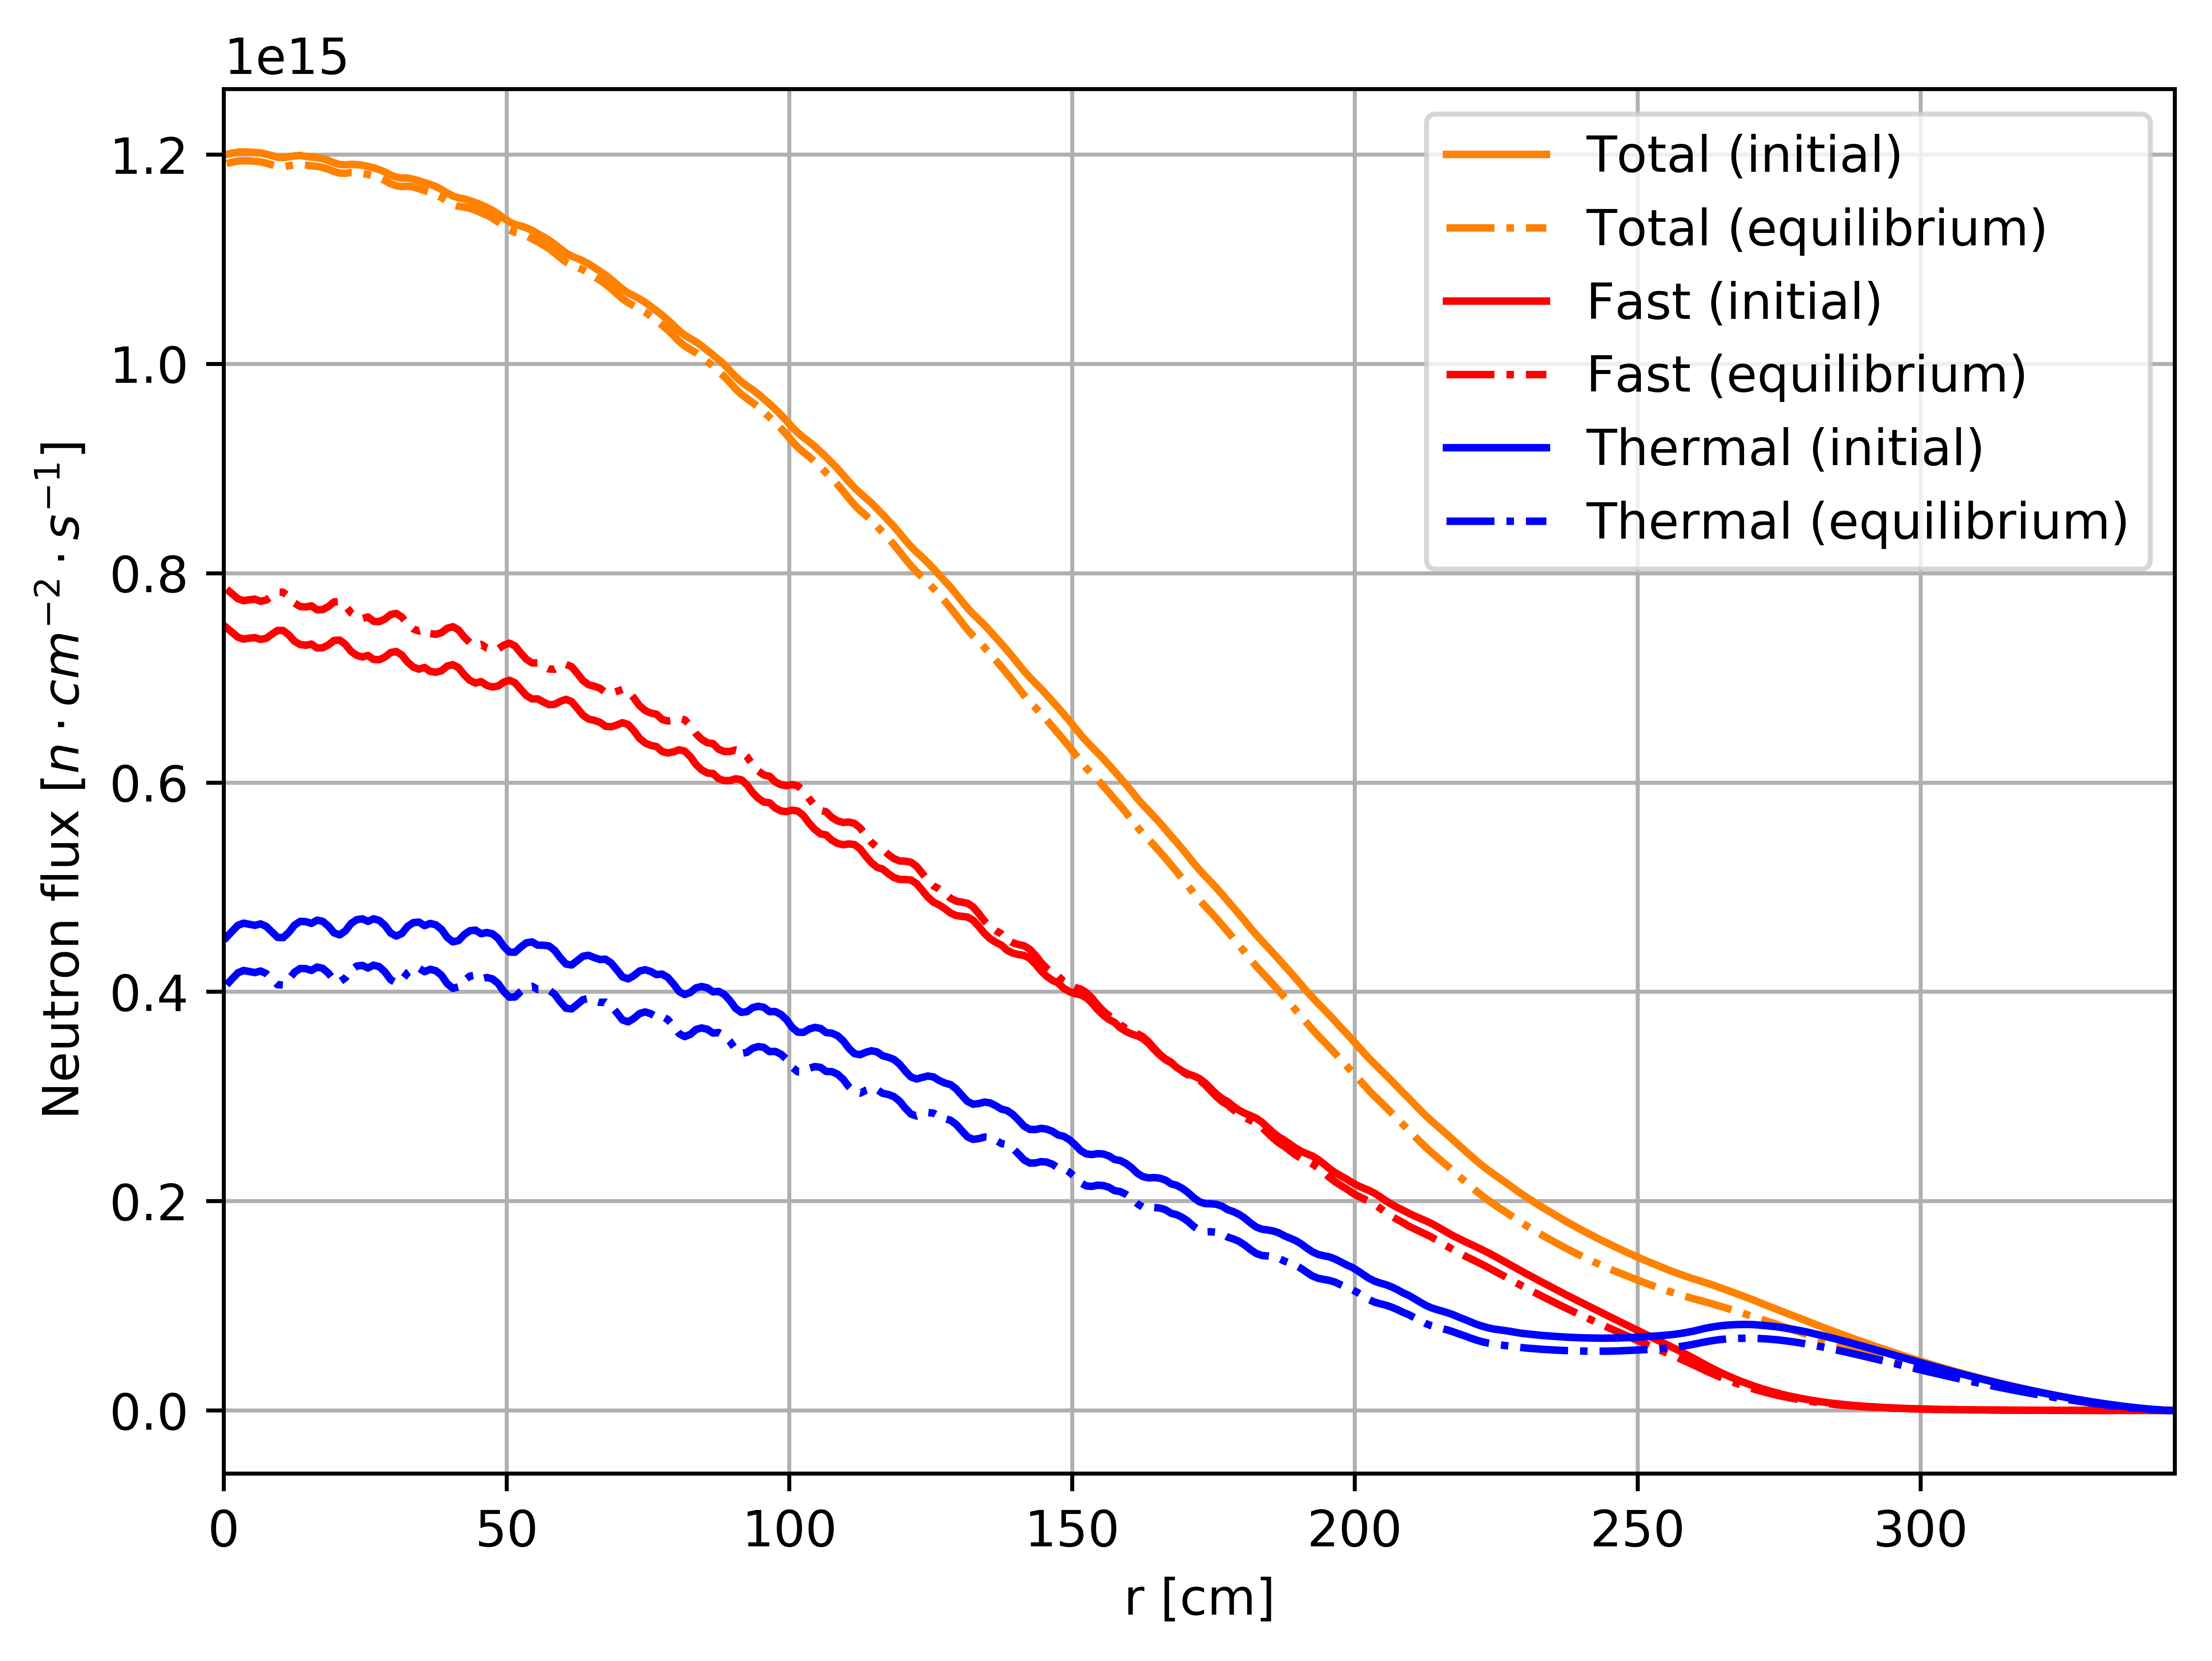 1e15
1.2
1.0
0.8
0.6
0.4
0.2
0.0
Neutron flux [n · cm⁻² · s⁻¹]
Total (initial)
Total (equilibrium)
Fast (initial)
Fast (equilibrium)
Thermal (initial)
Thermal (equilibrium)
0 50 100 150 200 250 300
r [cm]